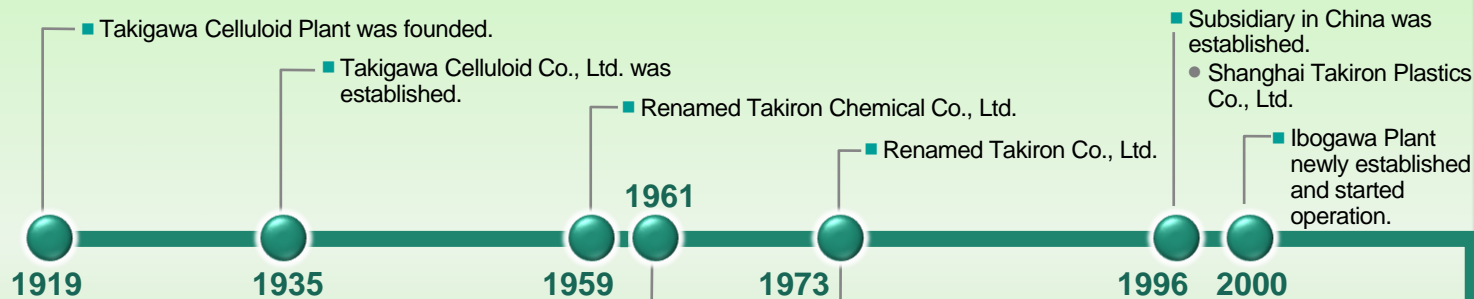 ■ Takigawa Celluloid Plant was founded.
■ Takigawa Celluloid Co., Ltd. was
established.
■ Renamed Takiron Chemical Co., Ltd.
■ Renamed Takiron Co., Ltd.
■ Subsidiary in China was
established.
● Shanghai Takiron Plastics
Co., Ltd.
■ Ibogawa Plant
newly established
and started
operation.
1961
1919
1935
1959
1973
1996
2000